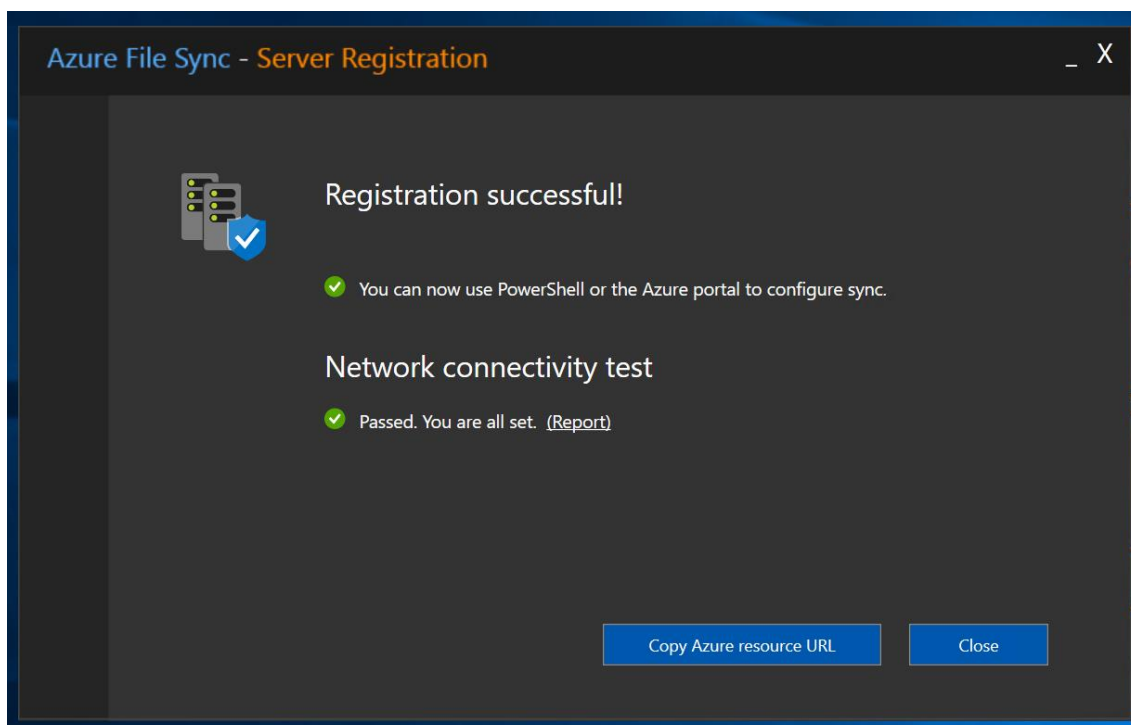 Azure File Sync - Server Registration
_ X
Registration successful!
You can now use PowerShell or the Azure portal to configure sync.
Network connectivity test
Passed. You are all set. (Report)
Copy Azure resource URL
Close